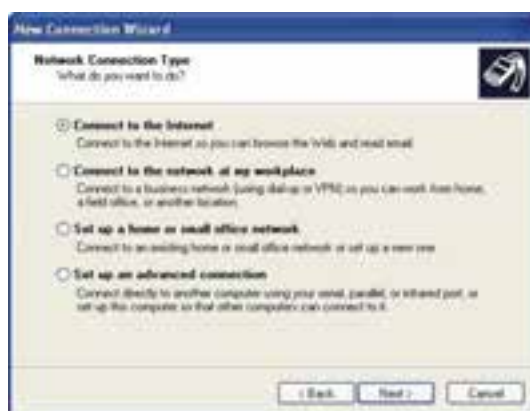 New Connection Wizard
Network Connection Type
What do you want to do?
Connect to the Internet
Connect to the Internet so you can browse the Web and read email.
Connect to the network at my workplace
Connect to a business network (using dial-up or VPN) so you can work from home,
a field office, or another location.
Set up a home or small office network
Connect to an existing home or small office network or set up a new one.
Set up an advanced connection
Connect directly to another computer using your serial, parallel, or infrared port, or
set up this computer so that other computers can connect to it.
< Back
Next >
Cancel